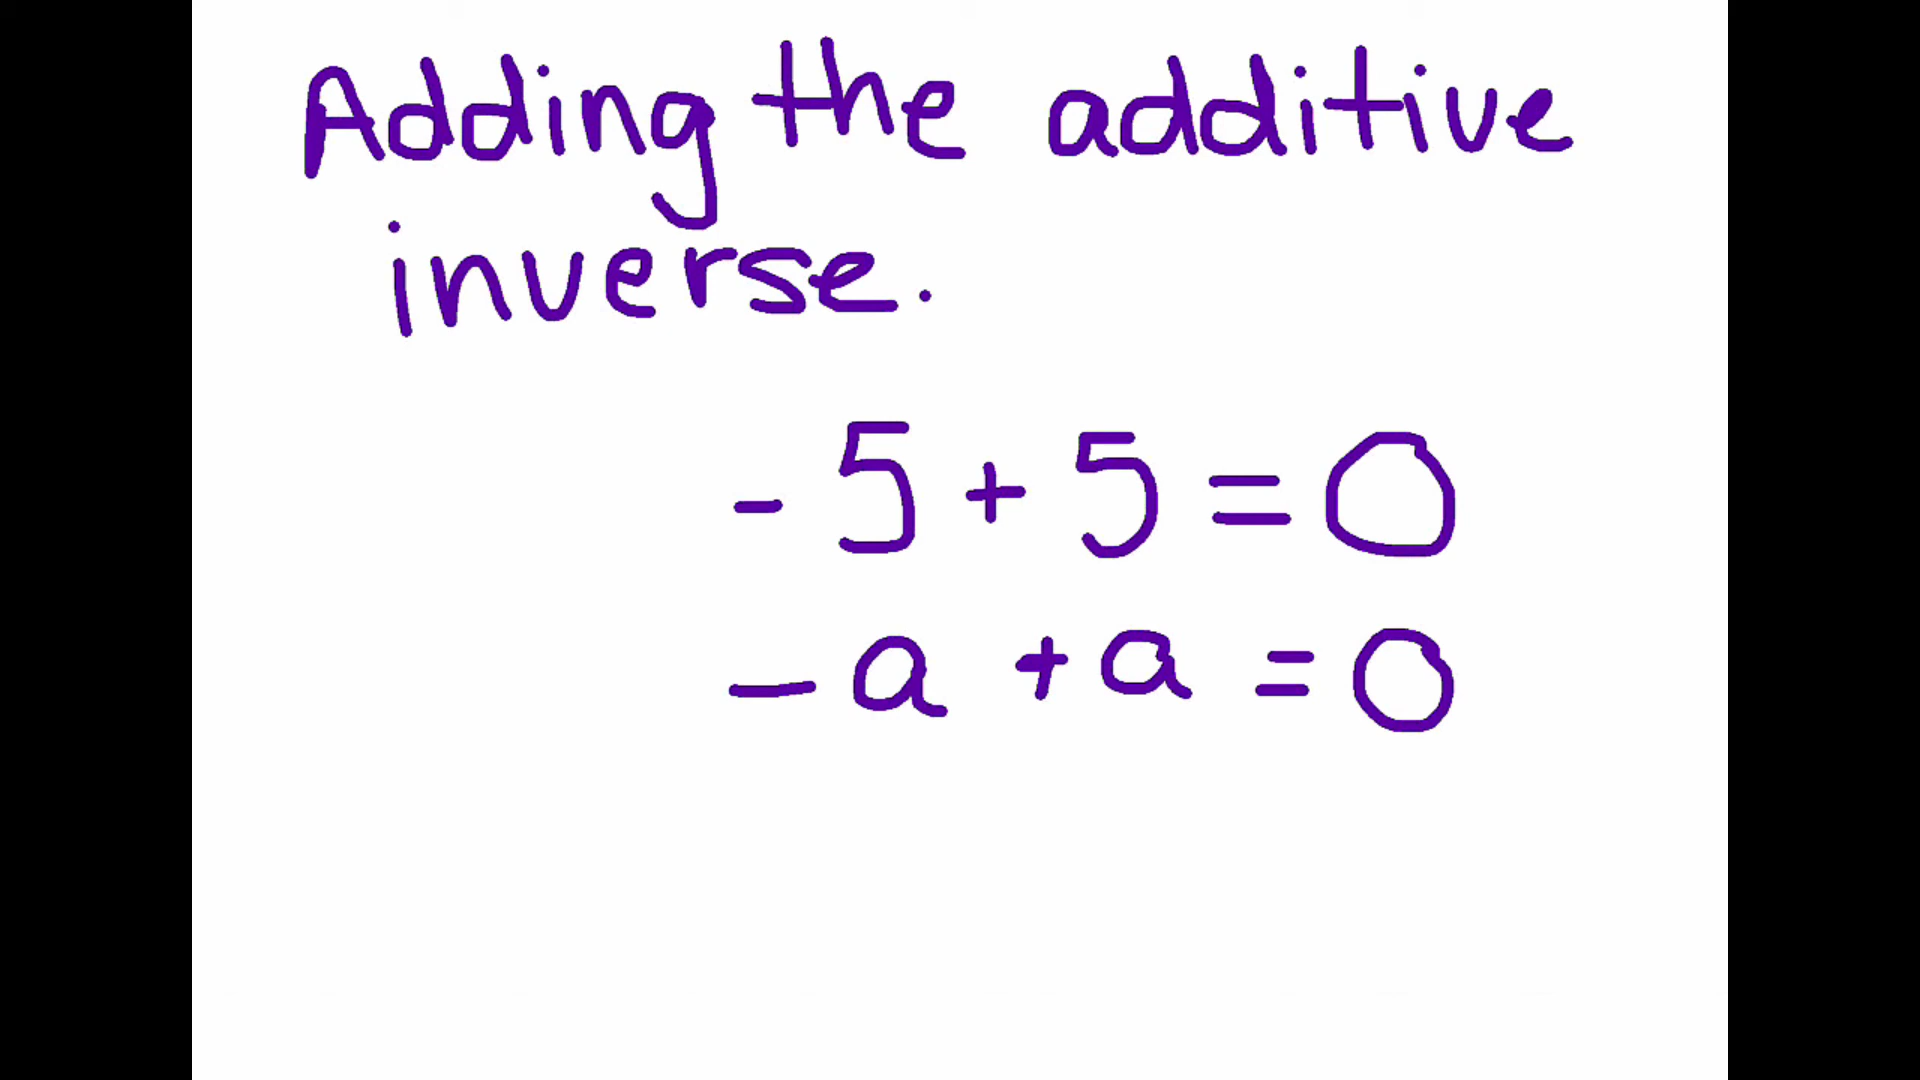 Adding the additive
inverse.
- 5 + 5 = 0
- a + a = 0